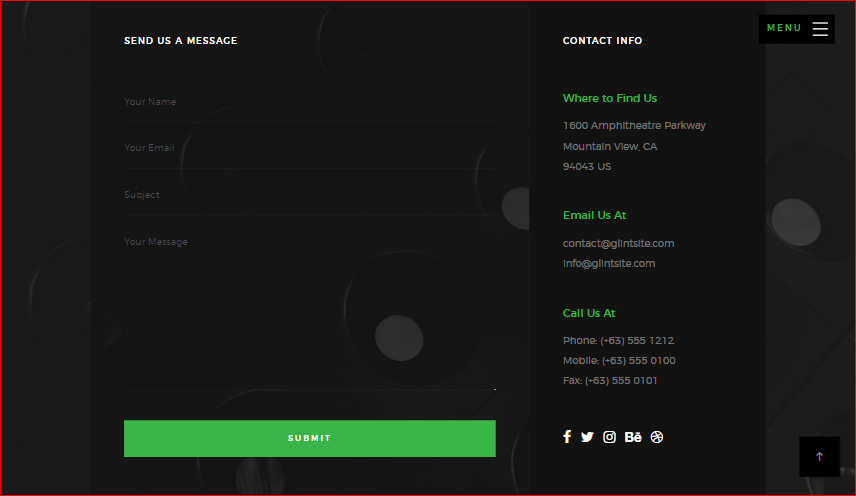 SEND US A MESSAGE
Your Name
Your Email
Subject
Your Message
SUBMIT
MENU
CONTACT INFO
Where to Find Us
1600 Amphitheatre Parkway
Mountain View, CA
94043 US
Email Us At
contact@glintsite.com
info@glintsite.com
Call Us At
Phone: (+63) 555 1212
Mobile: (+63) 555 0100
Fax: (+63) 555 0101